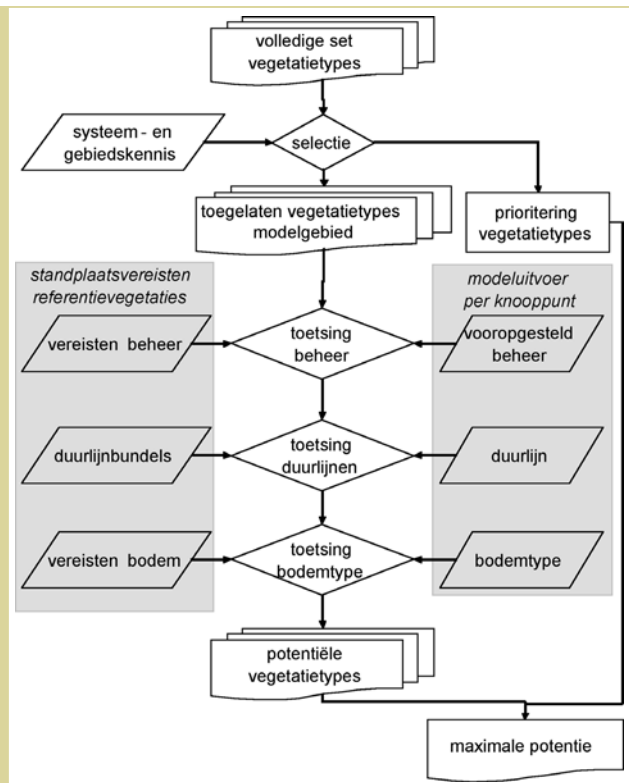 volledige set
vegetatietypes
systeem - en
gebiedskennis
selectie
toegelaten vegetatietypes
modelgebied
prioritering
vegetatietypes
standplaatsvereisten
referentievegetaties
modeluitvoer
per knooppunt
vereisten beheer
toetsing
beheer
vooropgesteld
beheer
duurlijnbundels
toetsing
duurlijnen
duurlijn
vereisten bodem
toetsing
bodemtype
bodemtype
potentiële
vegetatietypes
maximale potentie